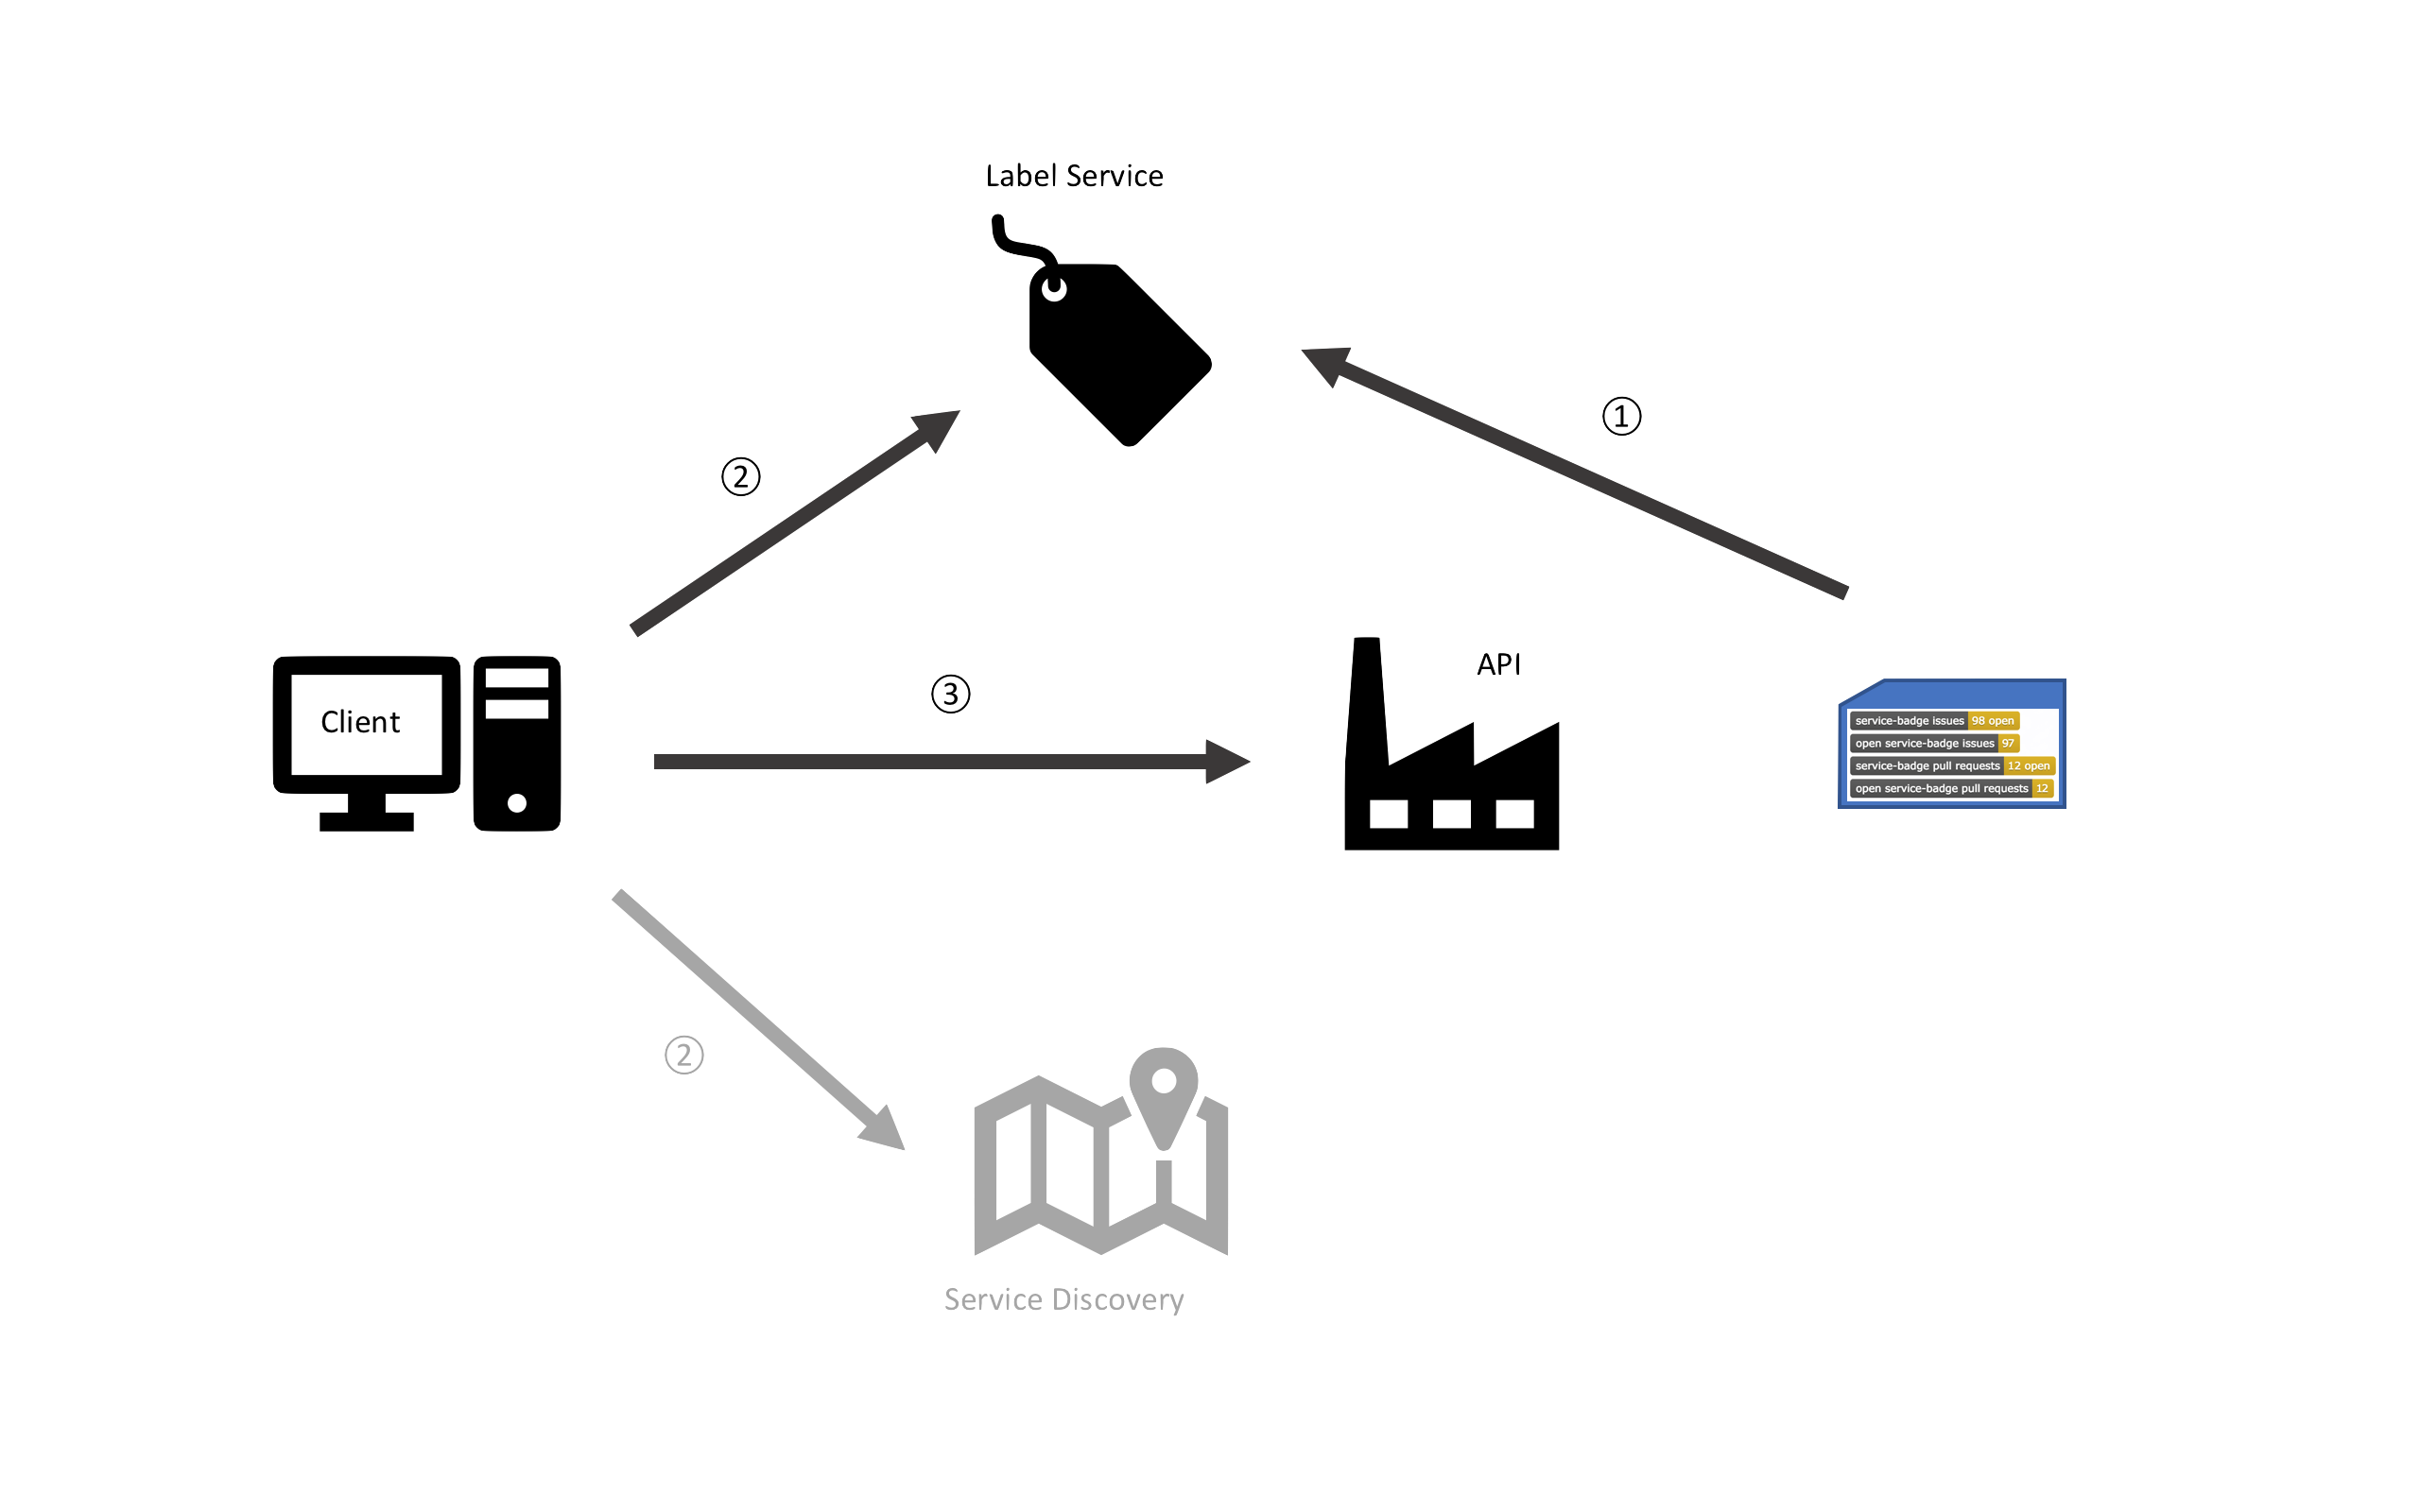 Label Service
①
②
API
③
Client
service-badge issues 98 open
open service-badge issues 97
service-badge pull requests 12 open
open service-badge pull requests 12
②
Service Discovery